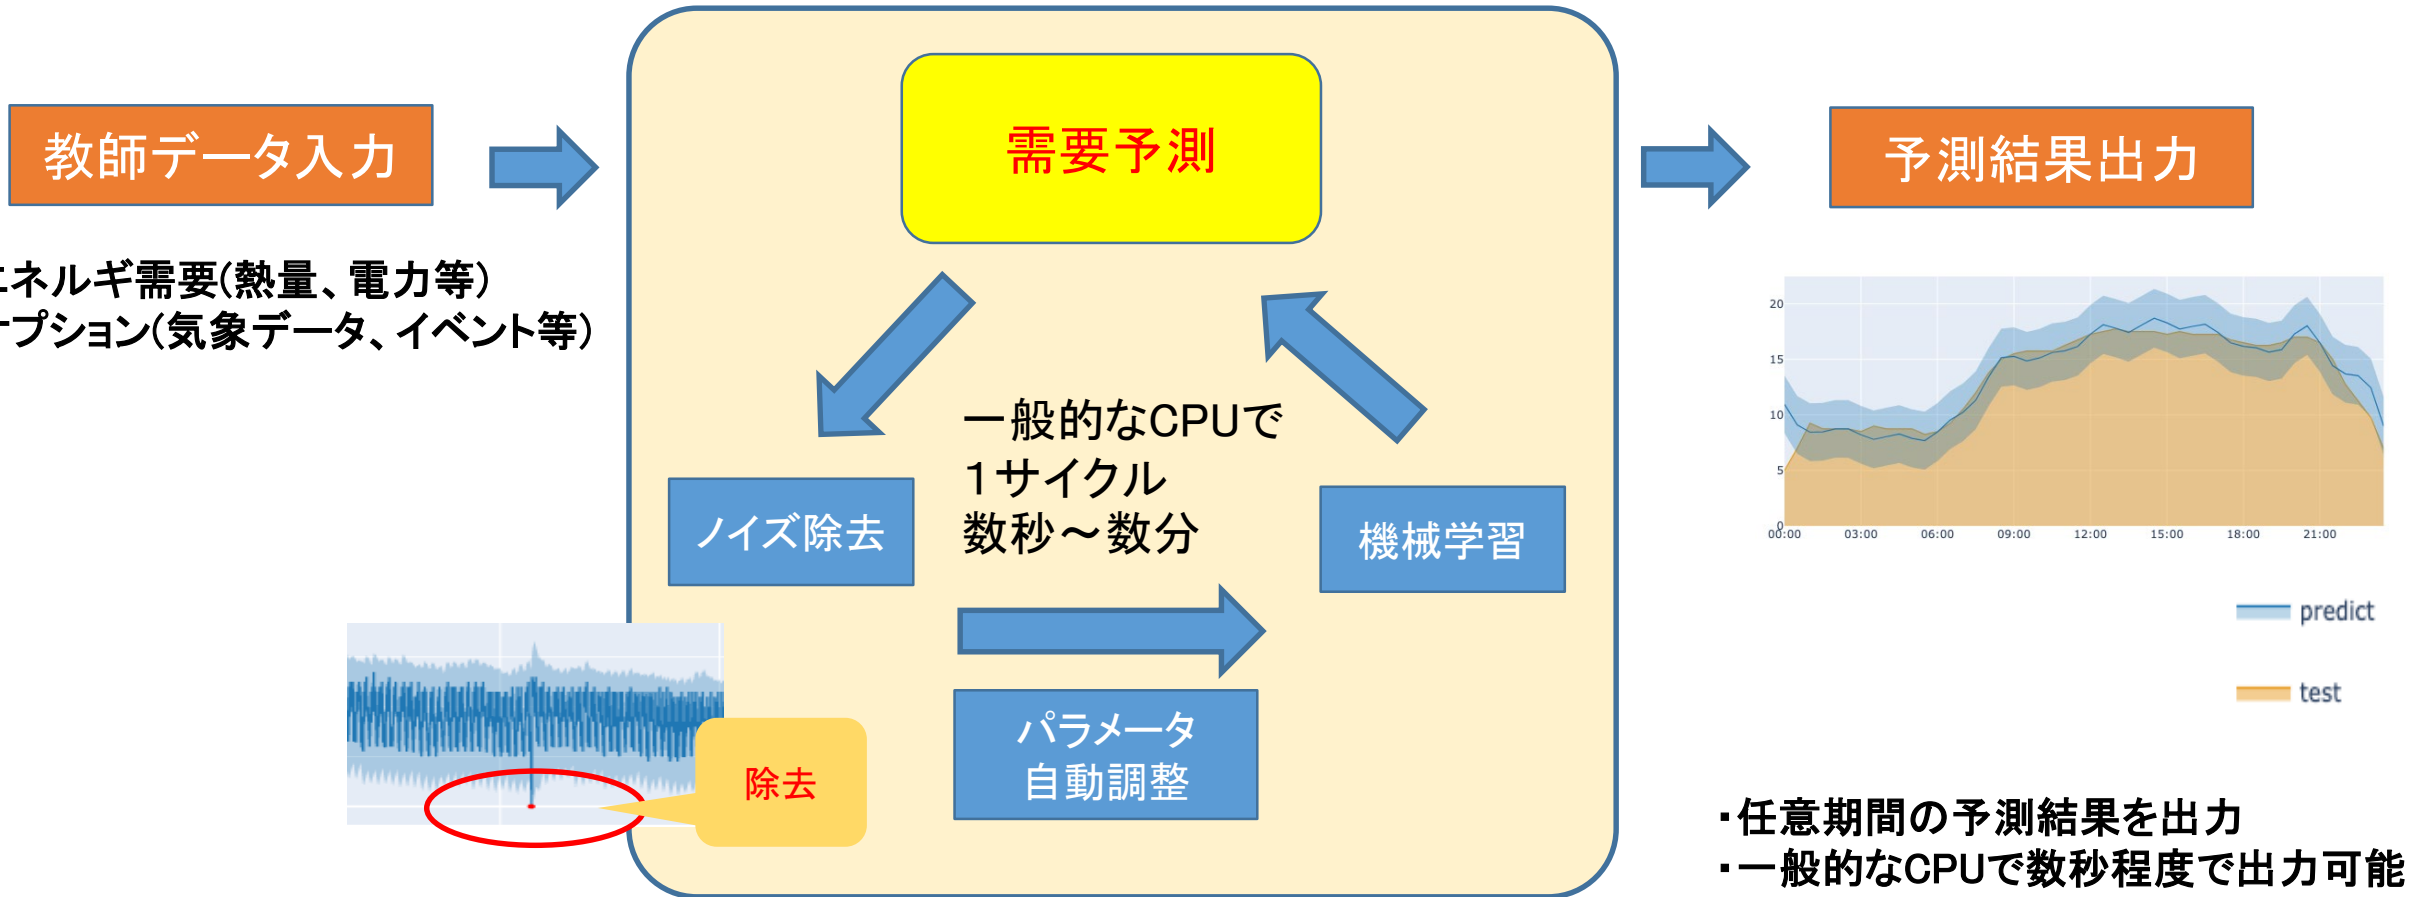 教師データ入力
ネルギ需要(熱量、電力等)
プション(気象データ、イベント等)
需要予測
一般的なCPUで
1サイクル
数秒～数分
ノイズ除去
機械学習
パラメータ
自動調整
除去
予測結果出力
20
15
10
5
0
00:00 03:00 06:00 09:00 12:00 15:00 18:00 21:00
predict
test
・任意期間の予測結果を出力
・一般的なCPUで数秒程度で出力可能